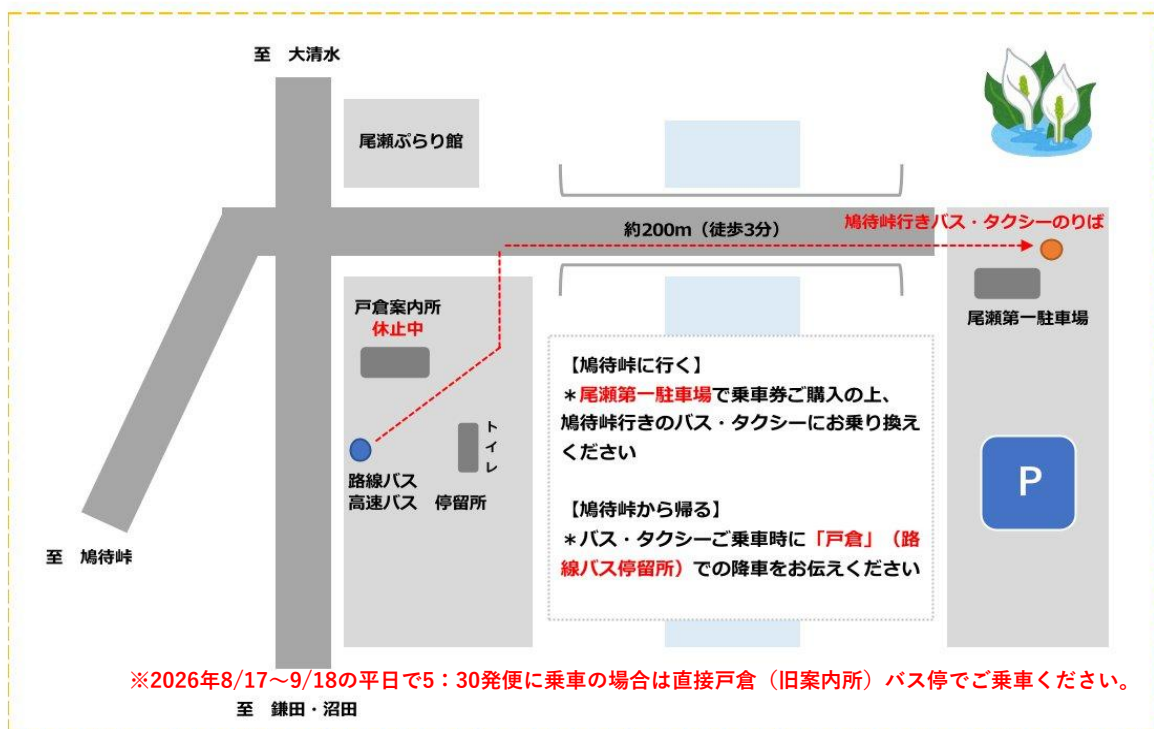 至　大清水
尾瀬ぷらり館
約200m（徒歩3分）
鳩待峠行きバス・タクシーのりば
戸倉案内所
休止中
尾瀬第一駐車場
トイレ
路線バス
高速バス　停留所
【鳩待峠に行く】
＊尾瀬第一駐車場で乗車券ご購入の上、
鳩待峠行きのバス・タクシーにお乗り換え
ください
【鳩待峠から帰る】
＊バス・タクシーご乗車時に「戸倉」（路
線バス停留所）での降車をお伝えください
P
至　鳩待峠
※2026年8/17～9/18の平日で5：30発便に乗車の場合は直接戸倉（旧案内所）バス停でご乗車ください。
至　鎌田・沼田